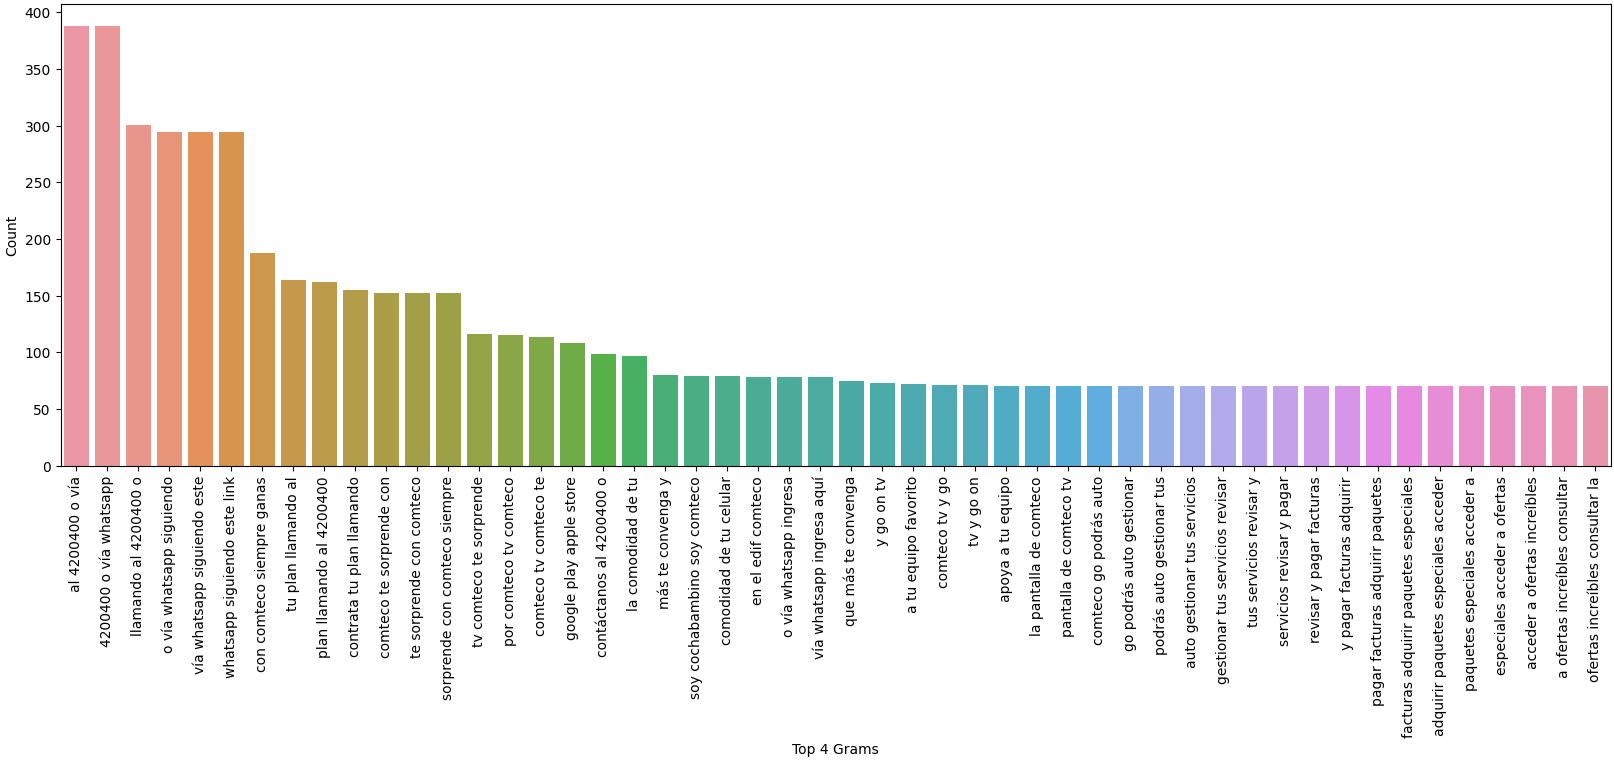 400
350
300
250
200
150
100
50
0
Count
al 4200400 o vía
4200400 o vía whatsapp
llamando al 4200400 o
o vía whatsapp siguiendo
vía whatsapp siguiendo este
whatsapp siguiendo este link
con comteco siempre ganas
tu plan llamando al
plan llamando al 4200400
contrata tu plan llamando
comteco te sorprende con
te sorprende con comteco
sorprende con comteco siempre
tv comteco te sorprende
por comteco tv comteco
comteco tv comteco te
google play apple store
contáctanos al 4200400 o
la comodidad de tu
más te convenga y
soy cochabambino soy comteco
comodidad de tu celular
en el edif comteco
o vía whatsapp ingresa
vía whatsapp ingresa aquí
que más te convenga
y go on tv
a tu equipo favorito
comteco tv y go
tv y go on
apoya a tu equipo
la pantalla de comteco
pantalla de comteco tv
comteco go podrás auto
go podrás auto gestionar
podrás auto gestionar tus
auto gestionar tus servicios
gestionar tus servicios revisar
tus servicios revisar y
servicios revisar y pagar
revisar y pagar facturas
y pagar facturas adquirir
pagar facturas adquirir paquetes
facturas adquirir paquetes especiales
adquirir paquetes especiales acceder
paquetes especiales acceder a
especiales acceder a ofertas
acceder a ofertas increíbles
a ofertas increíbles consultar
ofertas increíbles consultar la
Top 4 Grams